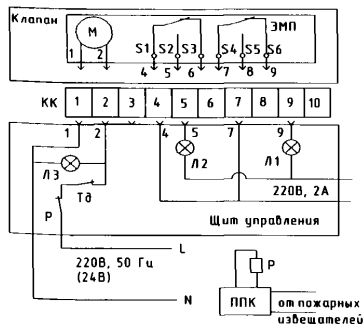 Клапан
ЭМП
М
1 2
S1 S2 S3 S4 S5 S6
4 5 6 7 8 9
КК 1 2 3 4 5 6 7 8 9 10
1 2 4 5 7 9
Л3
Л2
Л1
Тд
Р
220В, 2А
Щит управления
L
220В, 50 Гц
(24В)
Р
N
ППК
от пожарных
извещателей